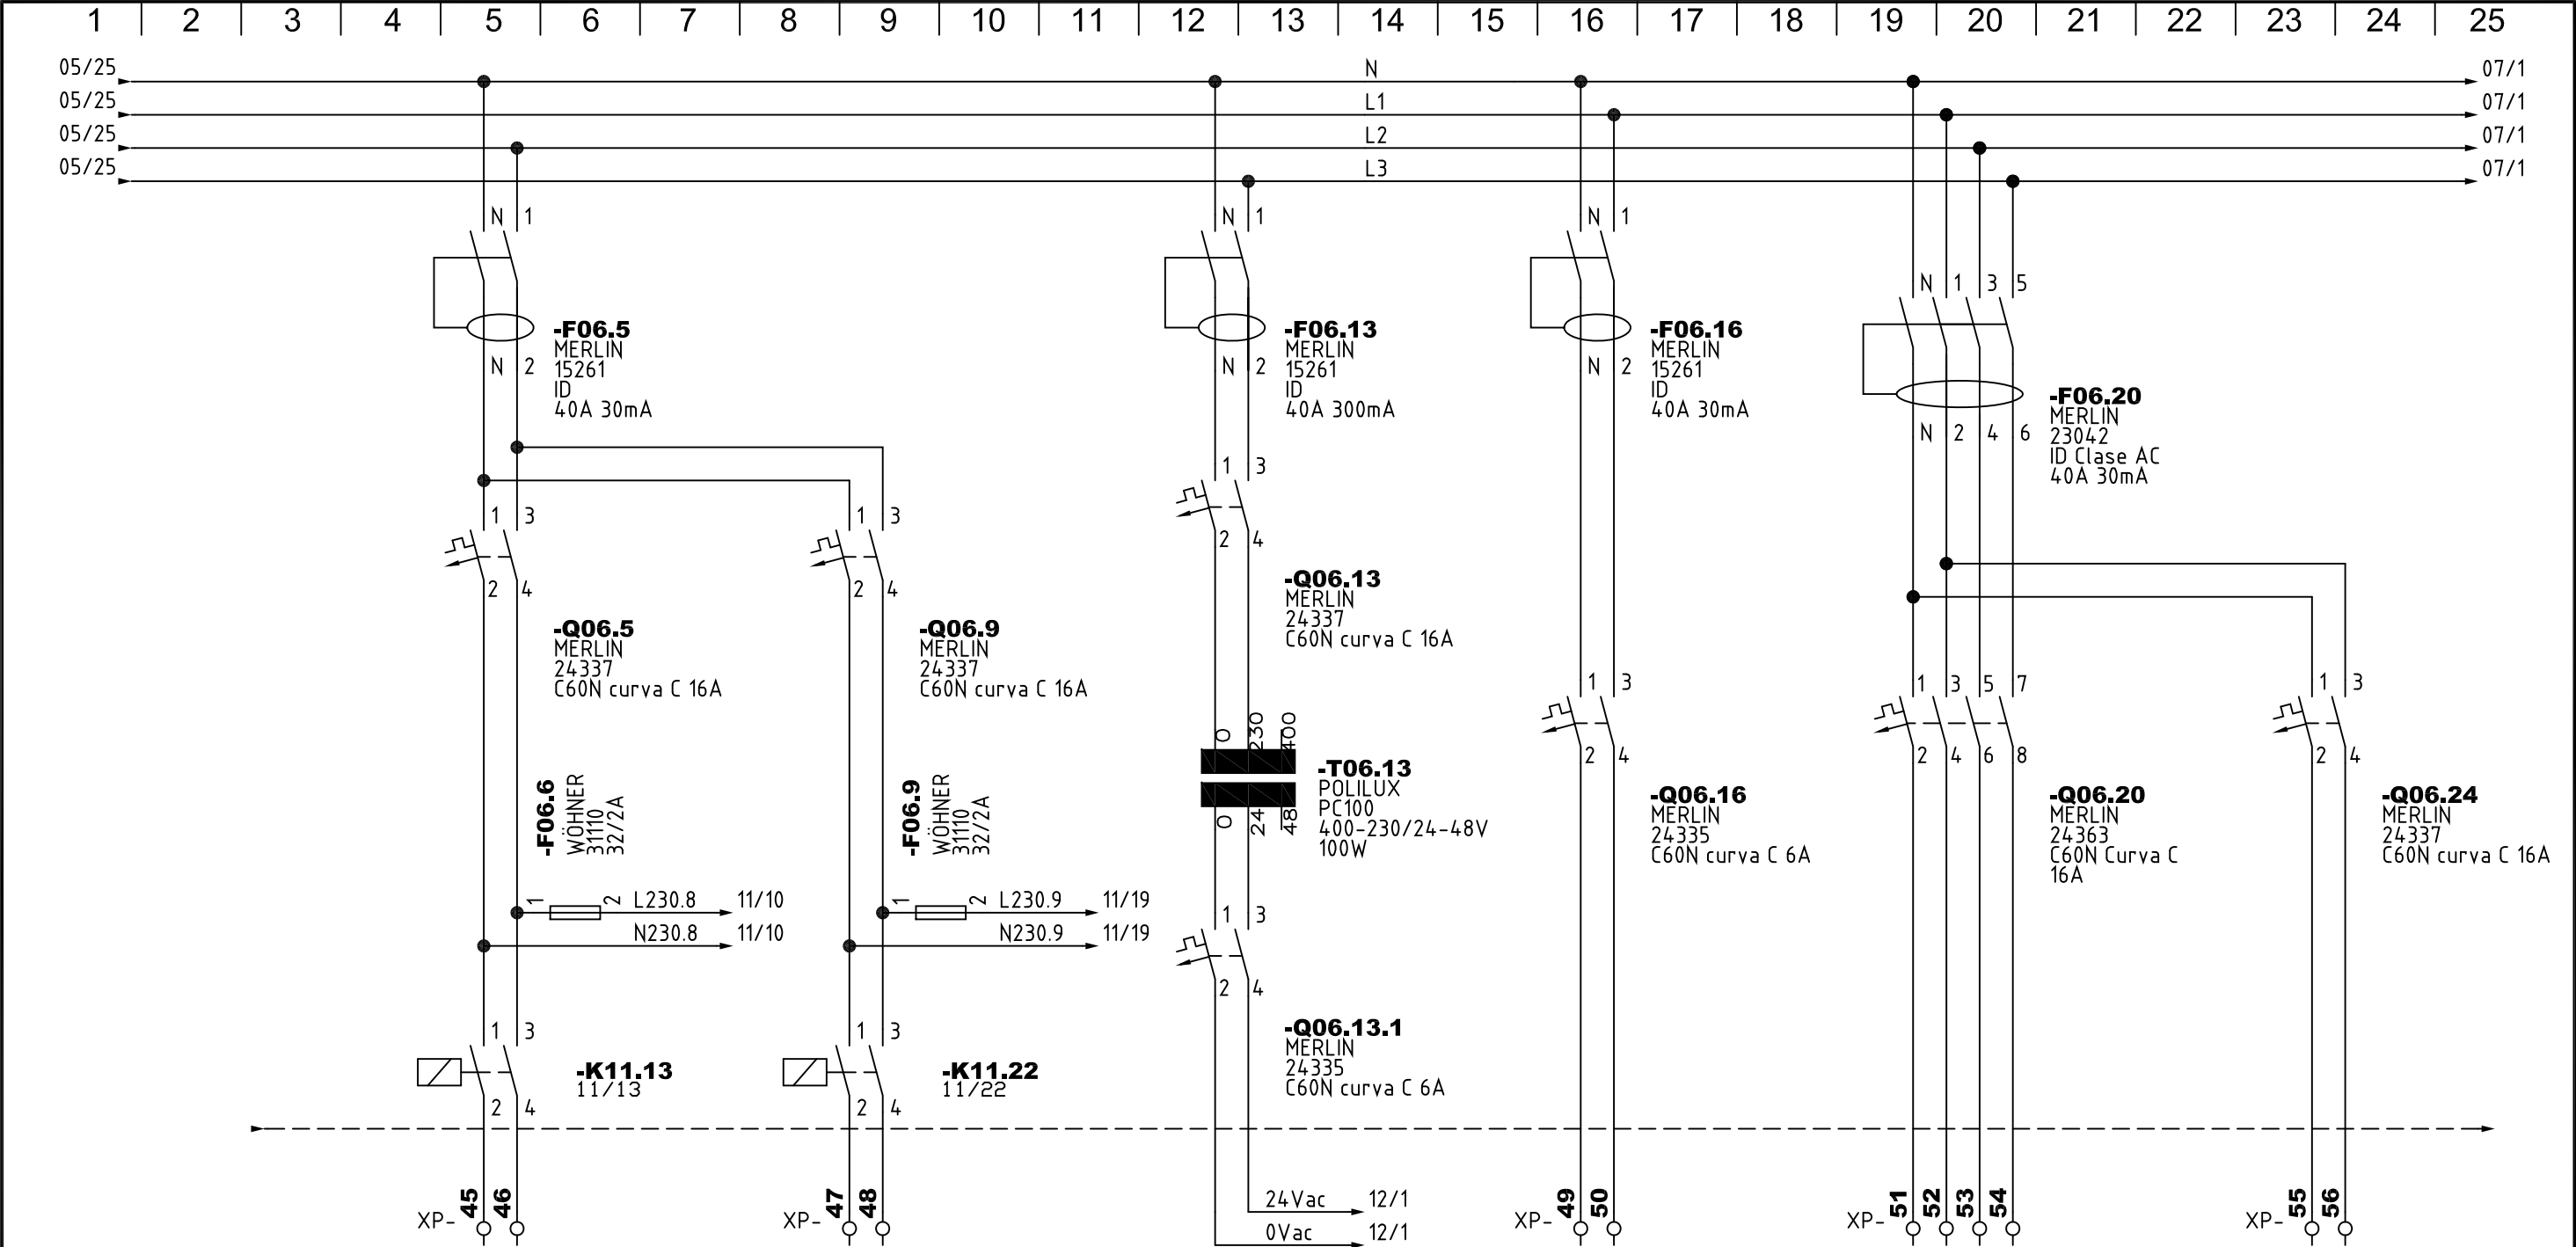 1 2 3 4 5 6 7 8 9 10 11 12 13 14 15 16 17 18 19 20 21 22 23 24 25
05/25 N 07/1
05/25 L1 07/1
05/25 L2 07/1
05/25 L3 07/1
N 1
N 2
-F06.5
MERLIN
15261
ID
40A 30mA
1 3
2 4
-Q06.5
MERLIN
24337
C60N curva C 16A
-F06.6
WÖHNER
31110
32/2A
1 2 L230.8 11/10
N230.8 11/10
1 3
2 4
-K11.13
11/13
XP- 45 46
1 3
2 4
-Q06.9
MERLIN
24337
C60N curva C 16A
-F06.9
WÖHNER
31110
32/2A
1 2 L230.9 11/19
N230.9 11/19
1 3
2 4
-K11.22
11/22
XP- 47 48
N 1
N 2
-F06.13
MERLIN
15261
ID
40A 300mA
1 3
2 4
-Q06.13
MERLIN
24337
C60N curva C 16A
0 230 400
0 24 48
-T06.13
POLILUX
PC100
400-230/24-48V
100W
1 3
2 4
-Q06.13.1
MERLIN
24335
C60N curva C 6A
24Vac 12/1
0Vac 12/1
N 1
N 2
-F06.16
MERLIN
15261
ID
40A 30mA
1 3
2 4
-Q06.16
MERLIN
24335
C60N curva C 6A
XP- 49 50
N 1 3 5
N 2 4 6
-F06.20
MERLIN
23042
ID Clase AC
40A 30mA
1 3 5 7
2 4 6 8
-Q06.20
MERLIN
24363
C60N Curva C
16A
XP- 51 52 53 54
1 3
2 4
-Q06.24
MERLIN
24337
C60N curva C 16A
XP- 55 56